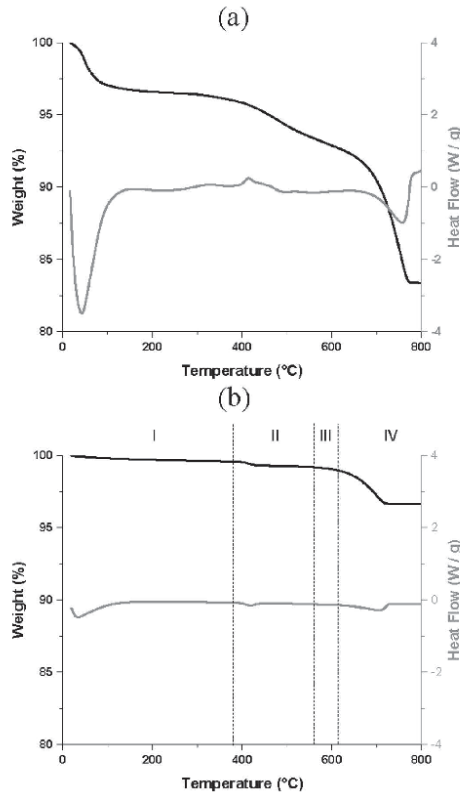 (a)
100
95
90
85
80
Weight (%)
4
2
0
-2
-4
Heat Flow (W / g)
0
200
400
600
800
Temperature (°C)
(b)
I
II
III
IV
100
95
90
85
80
Weight (%)
4
2
0
-2
-4
Heat Flow (W / g)
0
200
400
600
800
Temperature (°C)